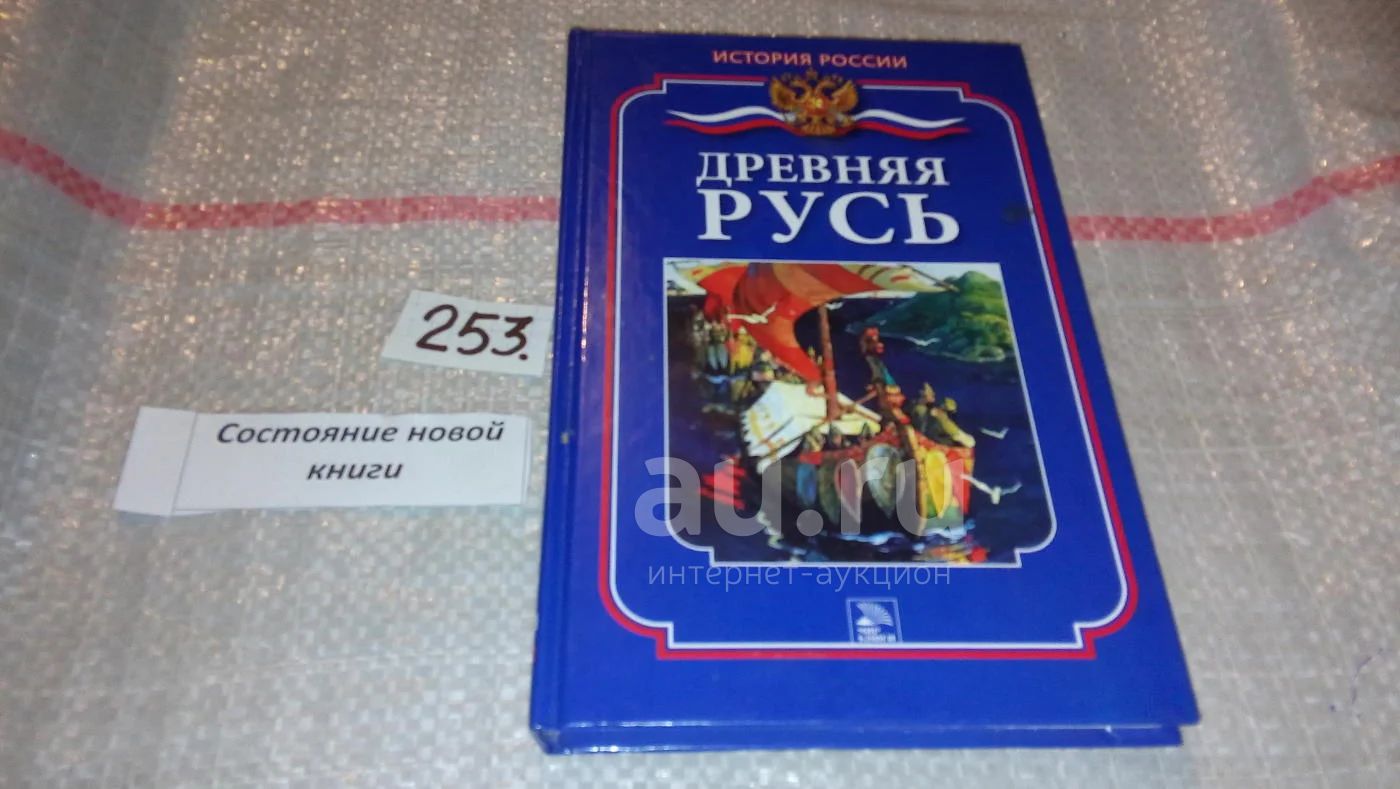 ИСТОРИЯ РОССИИ
ДРЕВНЯЯ
РУСЬ
253.
Состояние новой
книги
au.ru
интернет-аукцион